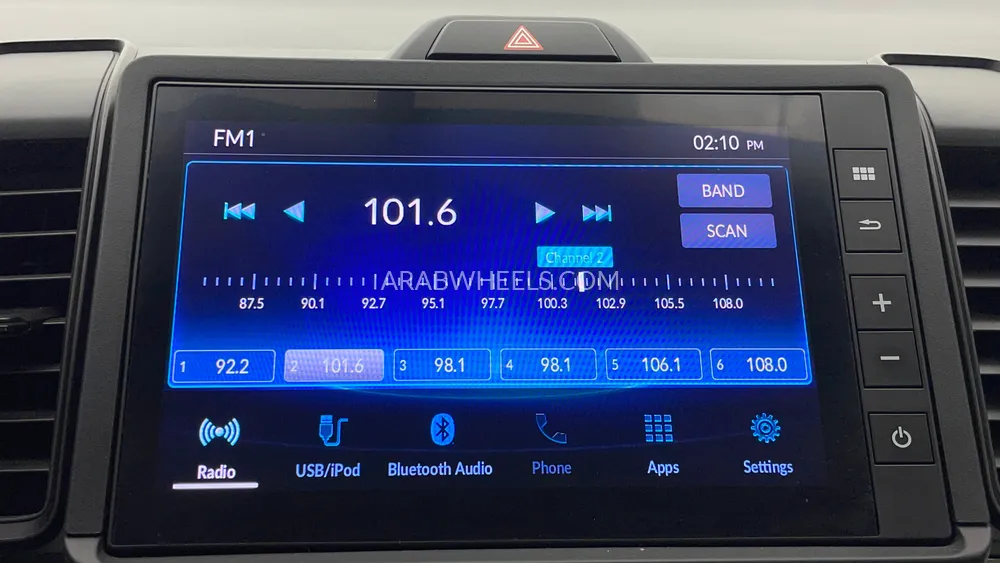 FM1
02:10 PM
101.6
BAND
SCAN
Channel 2
ARABWHEELS.COM
87.5 90.1 92.7 95.1 97.7 100.3 102.9 105.5 108.0
1 92.2 2 101.6 3 98.1 4 98.1 5 106.1 6 108.0
Radio USB/iPod Bluetooth Audio Phone Apps Settings